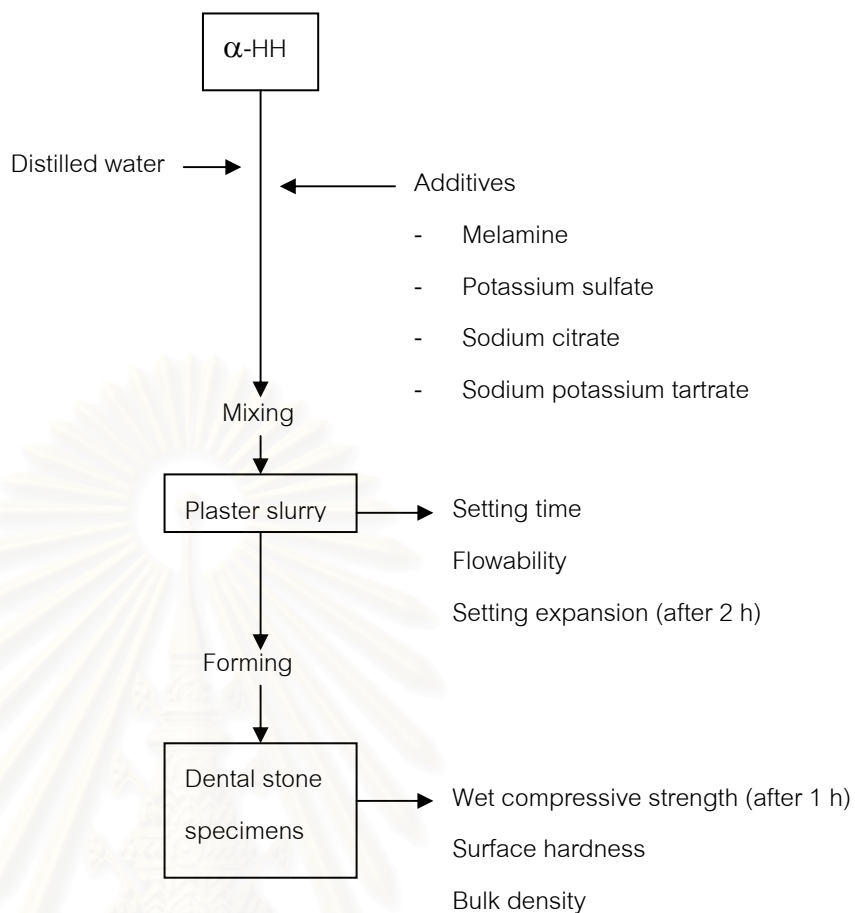 α-HH
Distilled water
Additives
- Melamine
- Potassium sulfate
- Sodium citrate
- Sodium potassium tartrate
Mixing
Plaster slurry
Setting time
Flowability
Setting expansion (after 2 h)
Forming
Dental stone
specimens
Wet compressive strength (after 1 h)
Surface hardness
Bulk density